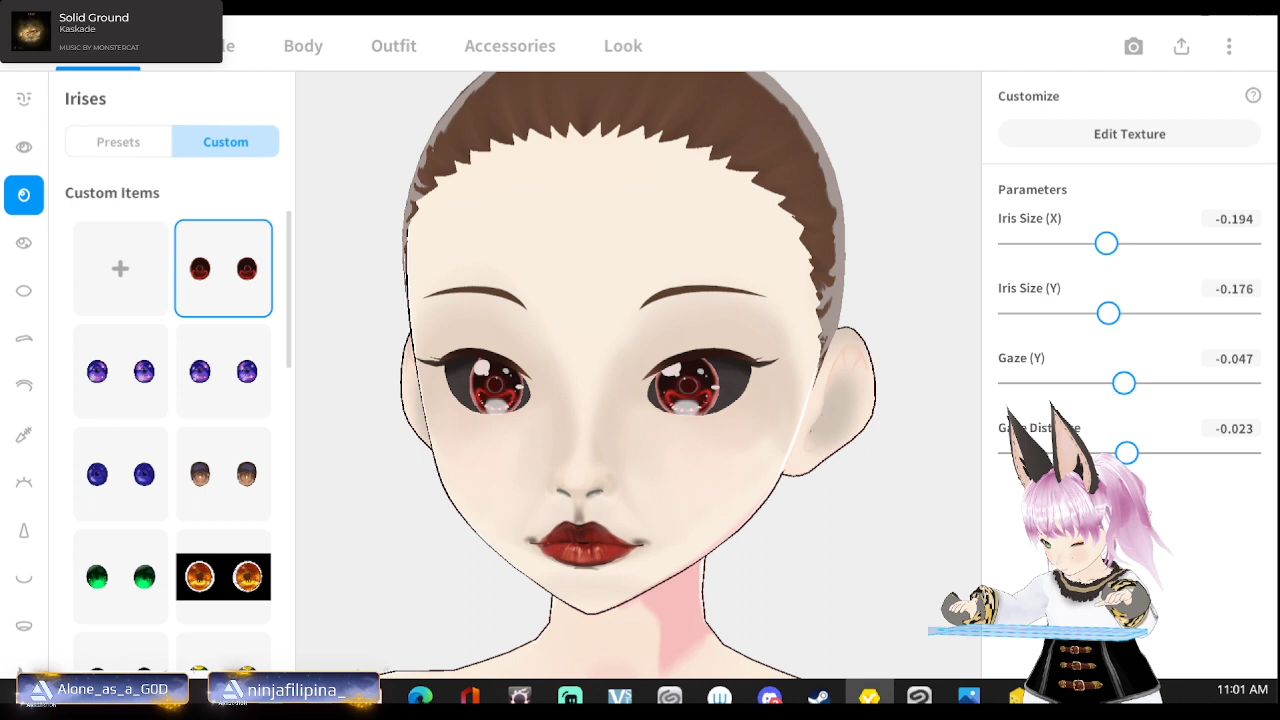 Solid Ground
Kaskade
MUSIC BY MONSTERCAT
Body
Outfit
Accessories
Look
Irises
Presets
Custom
Custom Items
Customize
Edit Texture
Parameters
Iris Size (X)
-0.194
Iris Size (Y)
-0.176
Gaze (Y)
-0.047
-0.023
Alone_as_a_G0D
ninjafilipina_
11:01 AM